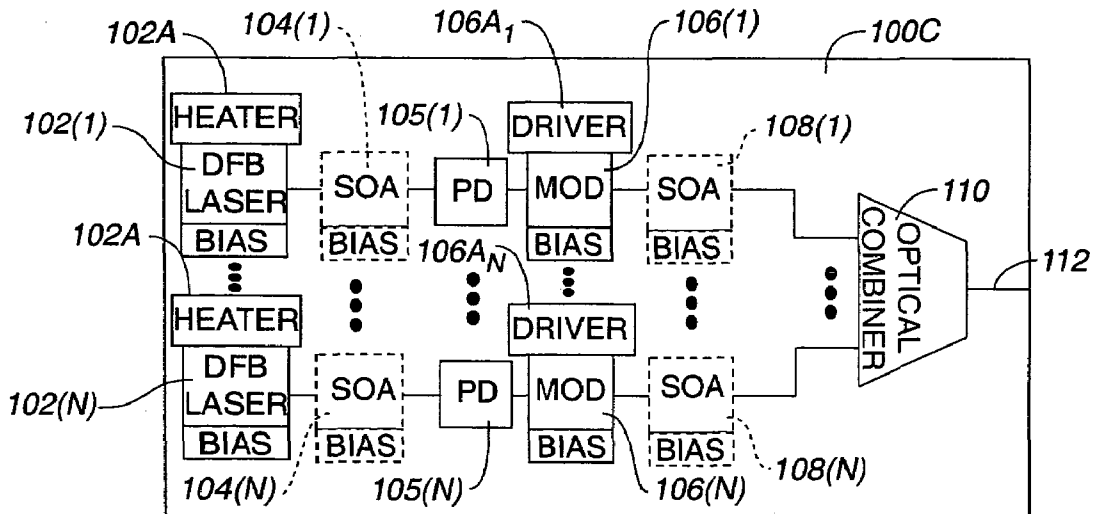 102A
104(1)
106A1
106(1)
100C
HEATER
DRIVER
105(1)
108(1)
102(1)
DFB
LASER
BIAS
SOA
BIAS
PD
MOD
BIAS
SOA
BIAS
110
OPTICAL
COMBINER
112
102A
106AN
HEATER
DRIVER
DFB
LASER
BIAS
SOA
BIAS
PD
MOD
BIAS
SOA
BIAS
102(N)
104(N)
105(N)
106(N)
108(N)